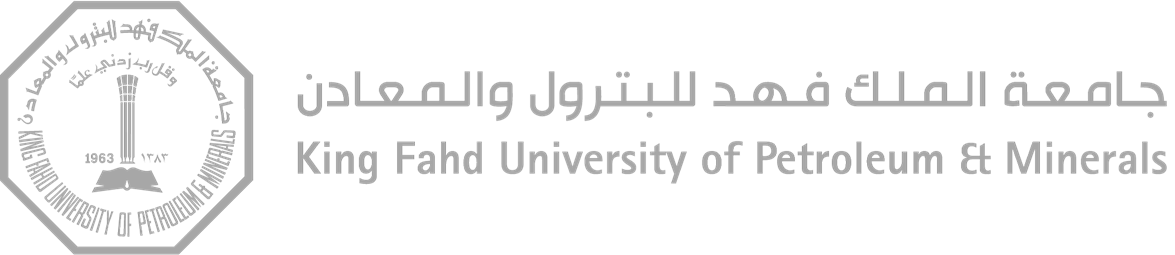 جامعة الملك فهد للبترول والمعادن
وقل رب زدني علمًا
1963 ١٣٨٣
KING FAHD UNIVERSITY OF PETROLEUM & MINERALS
جامعة الملك فهد للبترول والمعادن
King Fahd University of Petroleum & Minerals